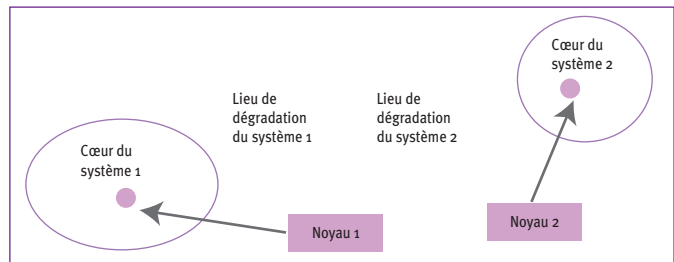 Cœur du
système 2
Lieu de
dégradation
du système 1
Lieu de
dégradation
du système 2
Cœur du
système 1
Noyau 1
Noyau 2